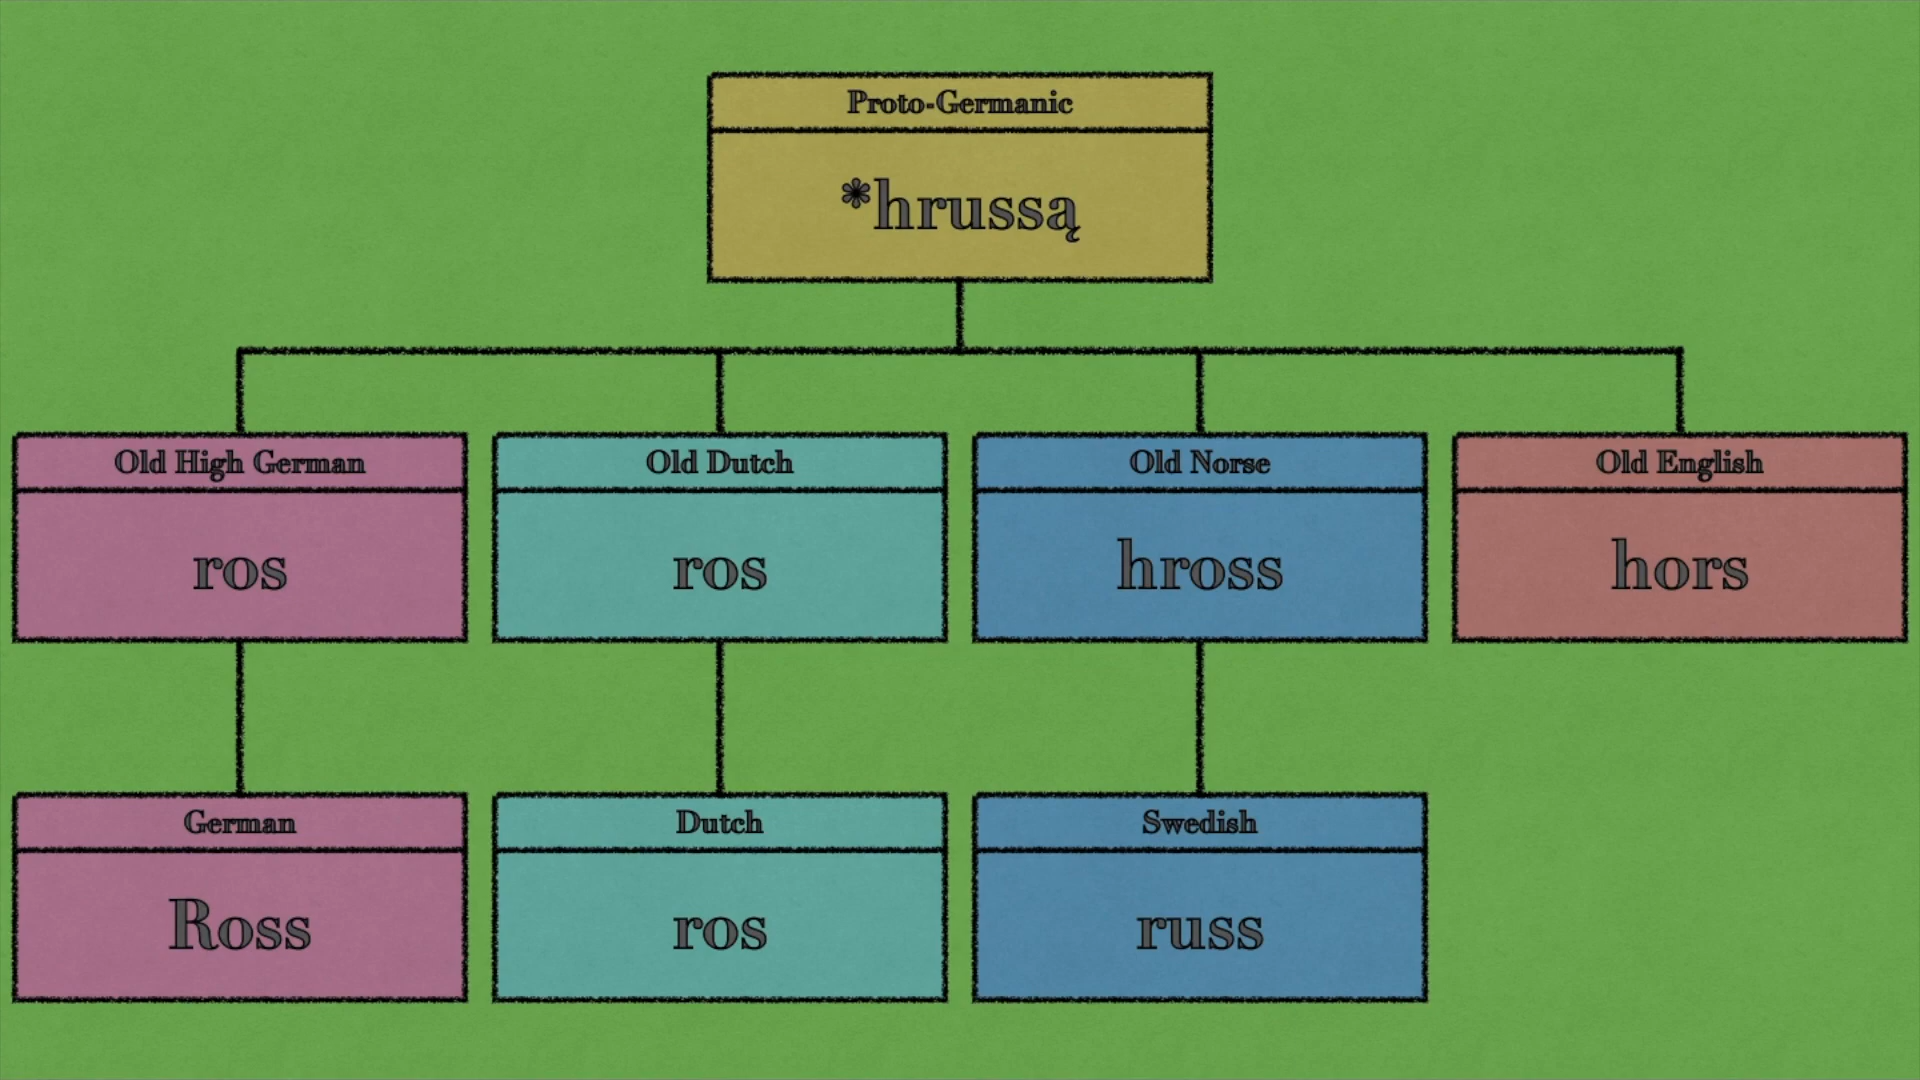 Proto-Germanic
*hrussą
Old High German
ros
Old Dutch
ros
Old Norse
hross
Old English
hors
German
Ross
Dutch
ros
Swedish
russ